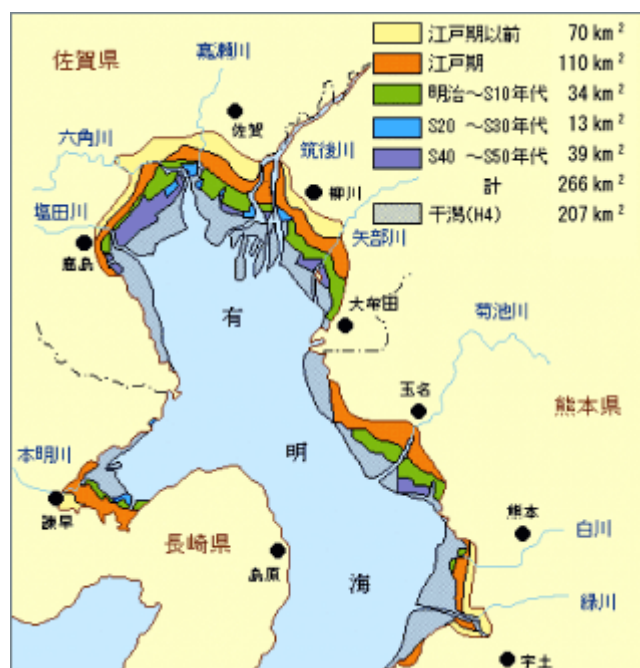 江戸期以前 70 km²
江戸期 110 km²
明治～S10年代 34 km²
S20～S30年代 13 km²
S40～S50年代 39 km²
計 266 km²
干潟(H4) 207 km²
佐賀県
嘉瀬川
佐賀
六角川
筑後川
柳川
塩田川
鹿島
矢部川
大牟田
有
菊池川
玉名
熊本県
明
本明川
諫早
長崎県
島原
熊本
白川
海
緑川
宇土